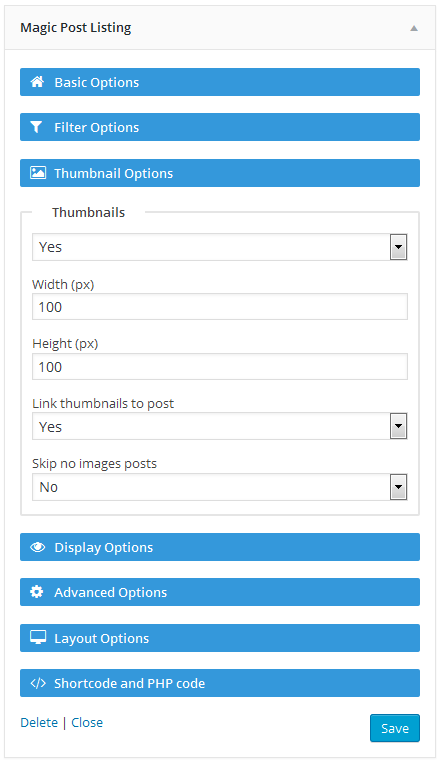 Magic Post Listing
Basic Options
Filter Options
Thumbnail Options
Thumbnails
Yes
Width (px)
100
Height (px)
100
Link thumbnails to post
Yes
Skip no images posts
No
Display Options
Advanced Options
Layout Options
Shortcode and PHP code
Delete | Close Save